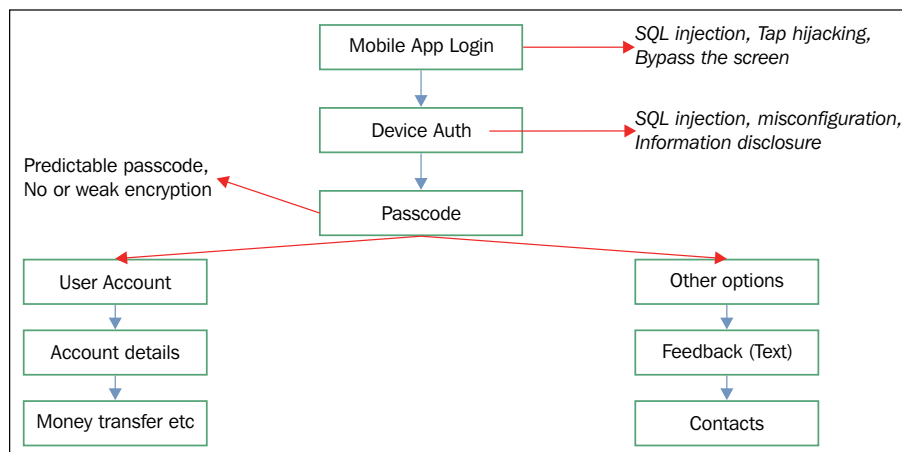 Mobile App Login
SQL injection, Tap hijacking,
Bypass the screen
Device Auth
SQL injection, misconfiguration,
Information disclosure
Predictable passcode,
No or weak encryption
Passcode
User Account
Other options
Account details
Feedback (Text)
Money transfer etc
Contacts